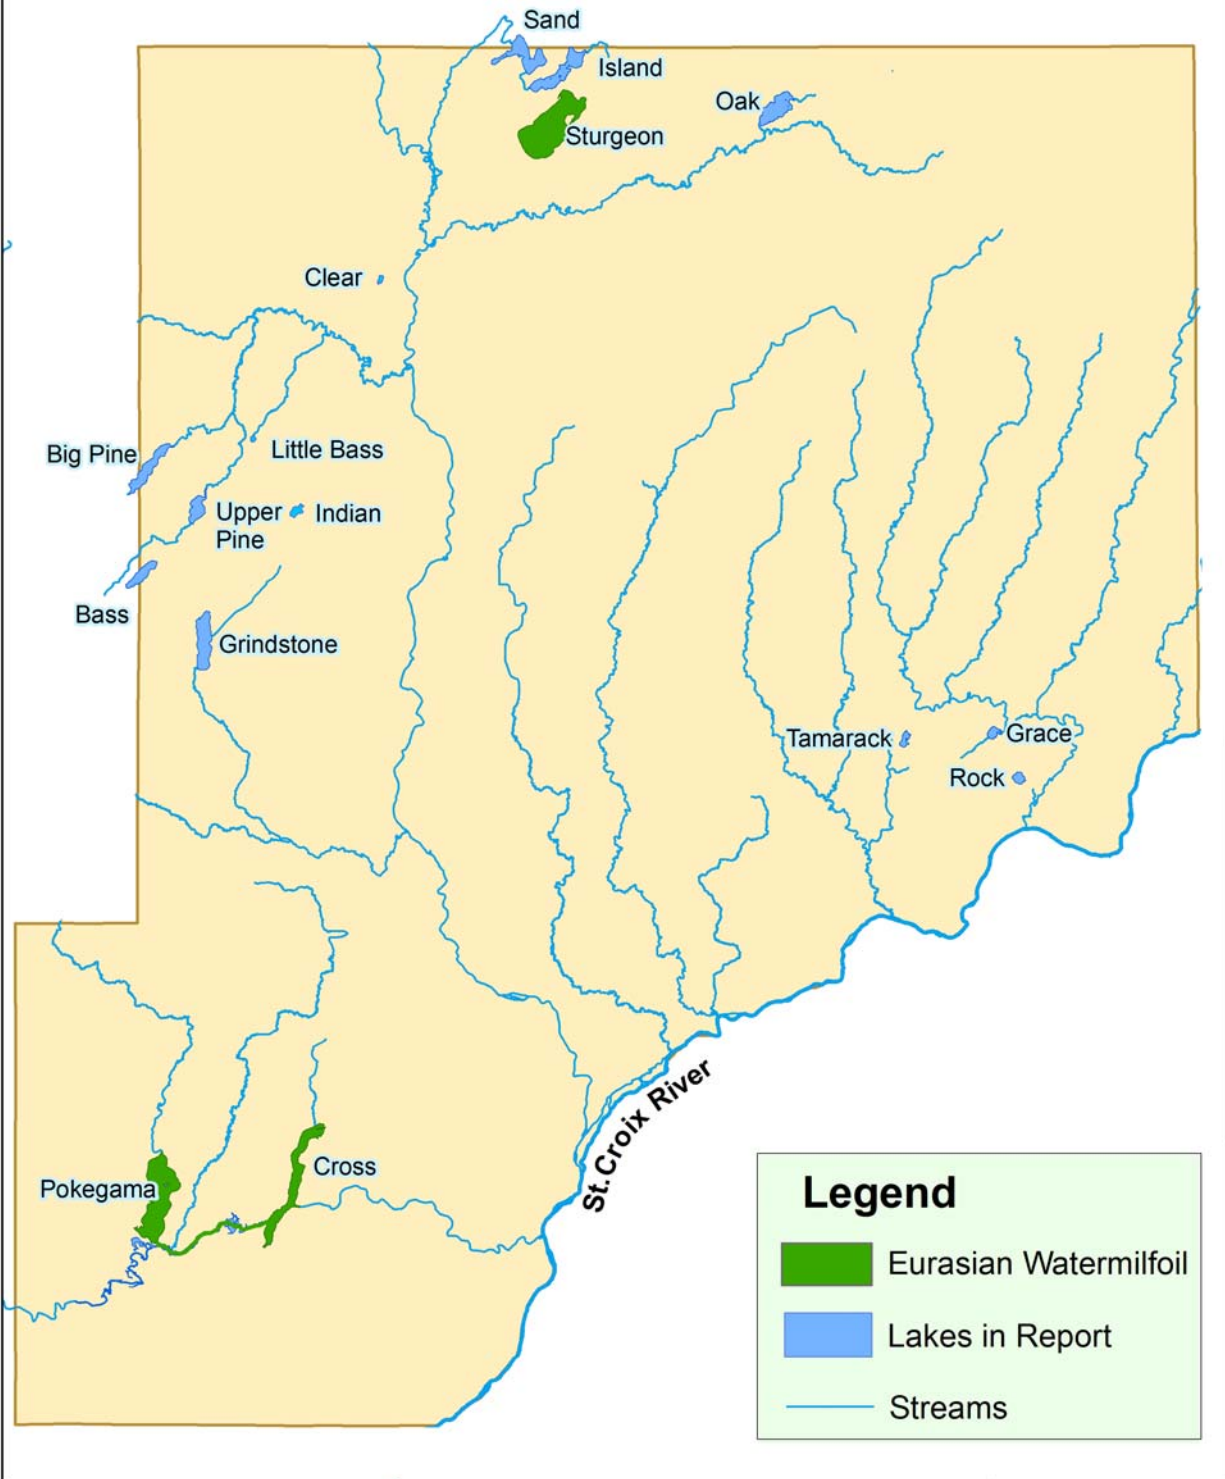 Sand
Island
Oak
Sturgeon
Clear
Big Pine
Little Bass
Upper
Pine
Indian
Bass
Grindstone
Tamarack
Grace
Rock
St.Croix River
Cross
Pokegama
Legend
Eurasian Watermilfoil
Lakes in Report
Streams